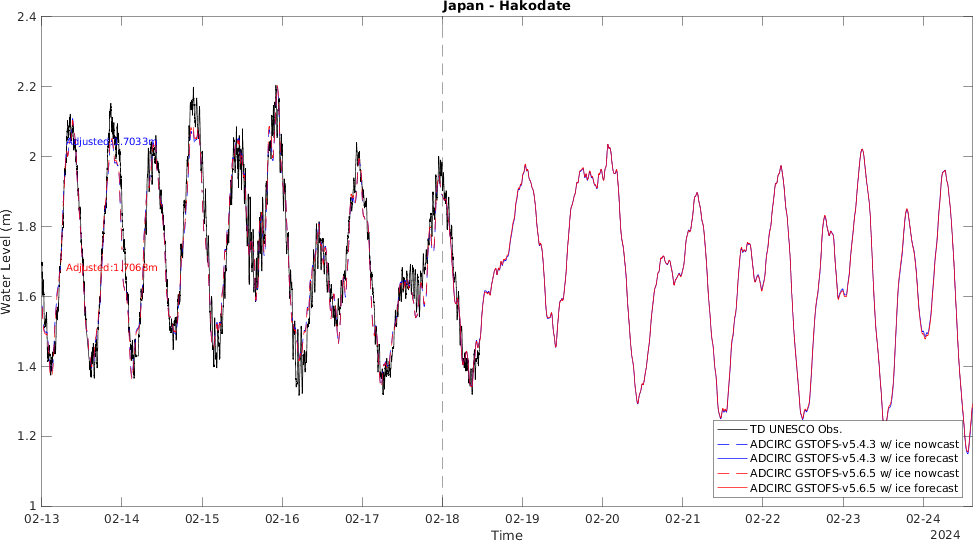 Japan - Hakodate
Water Level (m)
2.4
2.2
2
1.8
1.6
1.4
1.2
1
Adjusted:1.7033m
Adjusted:1.7068m
TD UNESCO Obs.
ADCIRC GSTOFS-v5.4.3 w/ ice nowcast
ADCIRC GSTOFS-v5.4.3 w/ ice forecast
ADCIRC GSTOFS-v5.6.5 w/ ice nowcast
ADCIRC GSTOFS-v5.6.5 w/ ice forecast
02-13 02-14 02-15 02-16 02-17 02-18 02-19 02-20 02-21 02-22 02-23 02-24
Time
2024